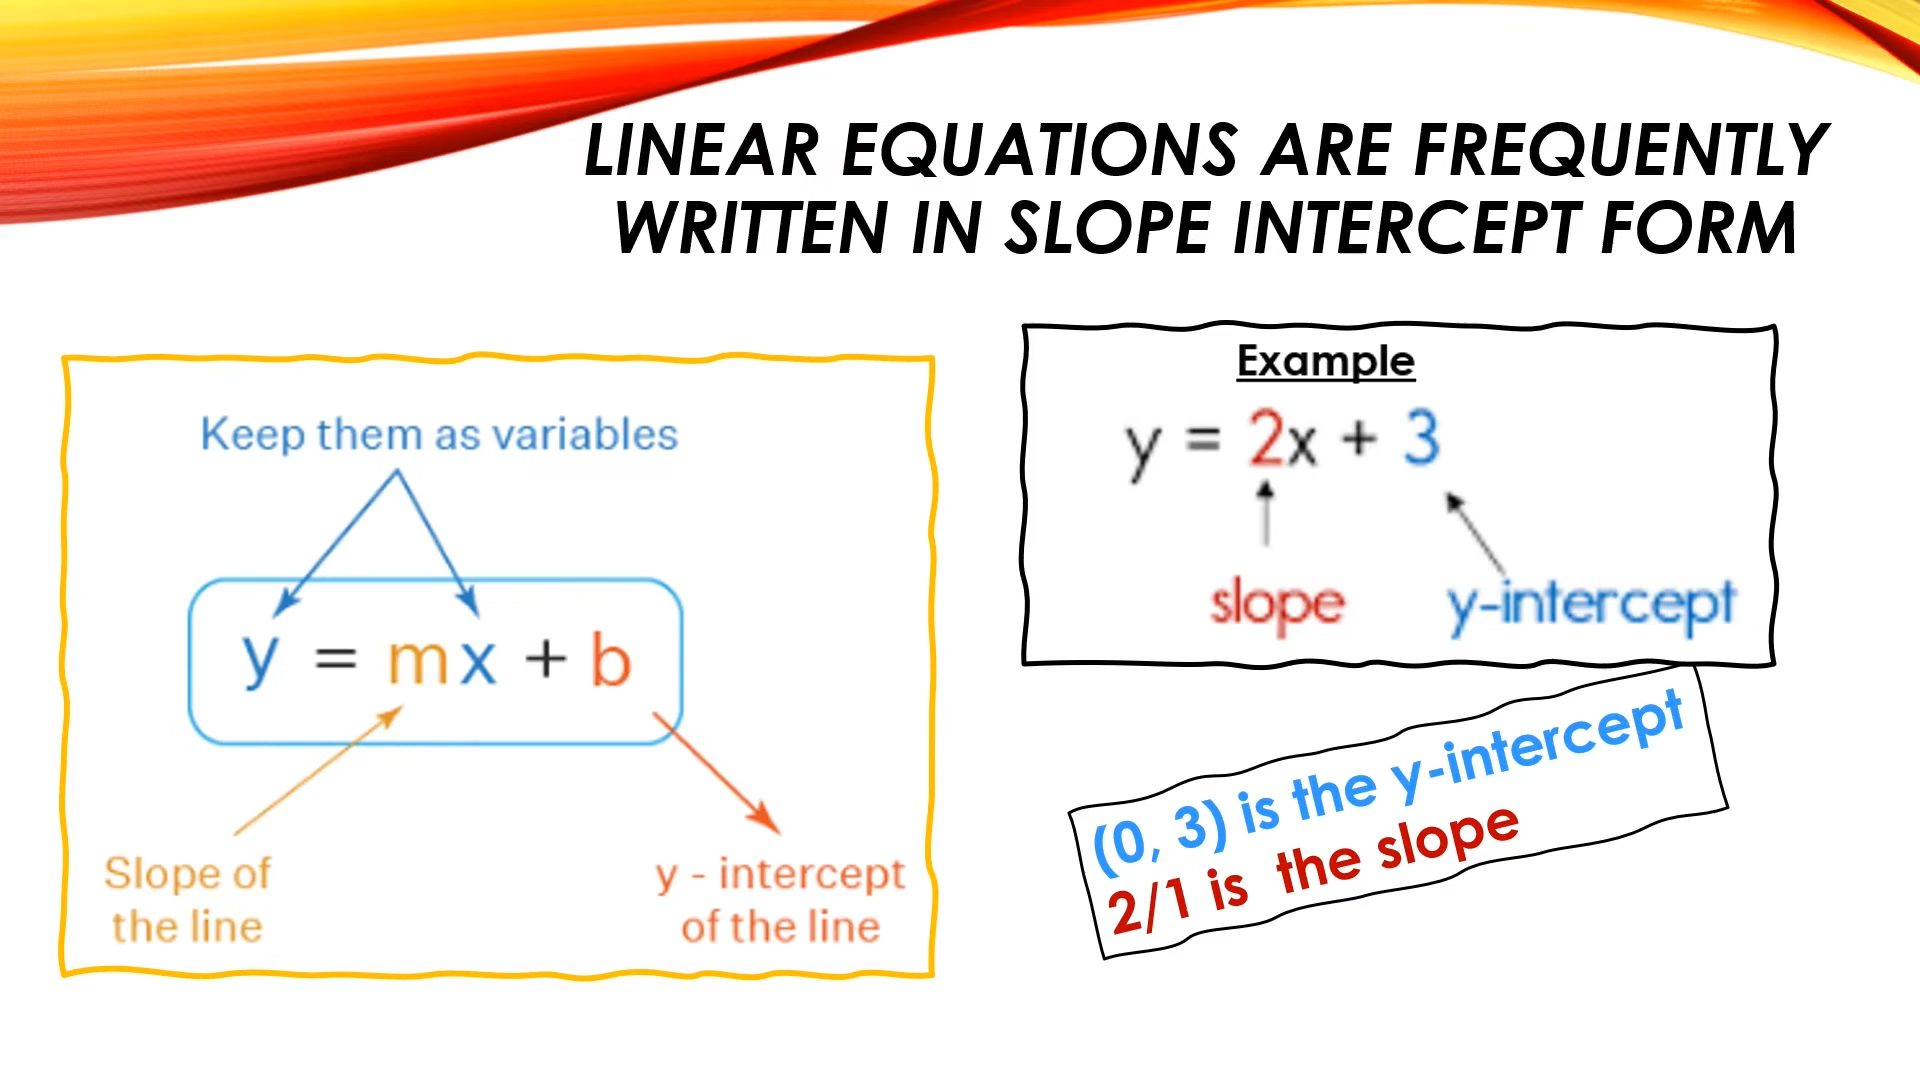 LINEAR EQUATIONS ARE FREQUENTLY
WRITTEN IN SLOPE INTERCEPT FORM
Keep them as variables
y = mx + b
Slope of
the line
y - intercept
of the line
Example
y = 2x + 3
slope
y-intercept
(0, 3) is the y-intercept
2/1 is the slope